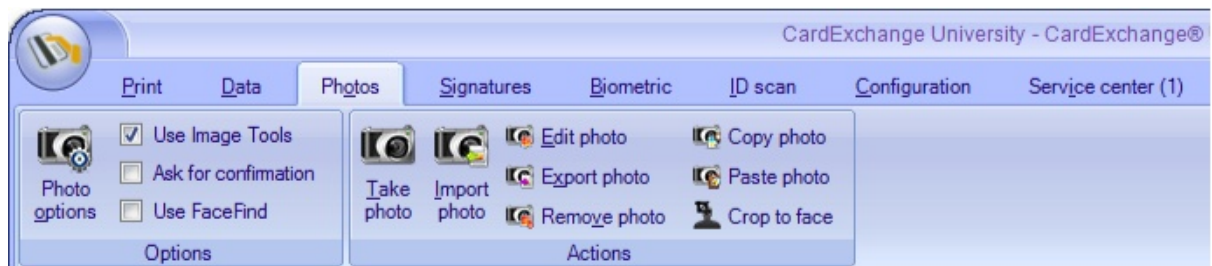 CardExchange University - CardExchange®
Print Data Photos Signatures Biometric ID scan Configuration Service center (1)
Photo options
Use Image Tools
Ask for confirmation
Use FaceFind
Options
Take photo
Import photo
Edit photo
Export photo
Remove photo
Copy photo
Paste photo
Crop to face
Actions